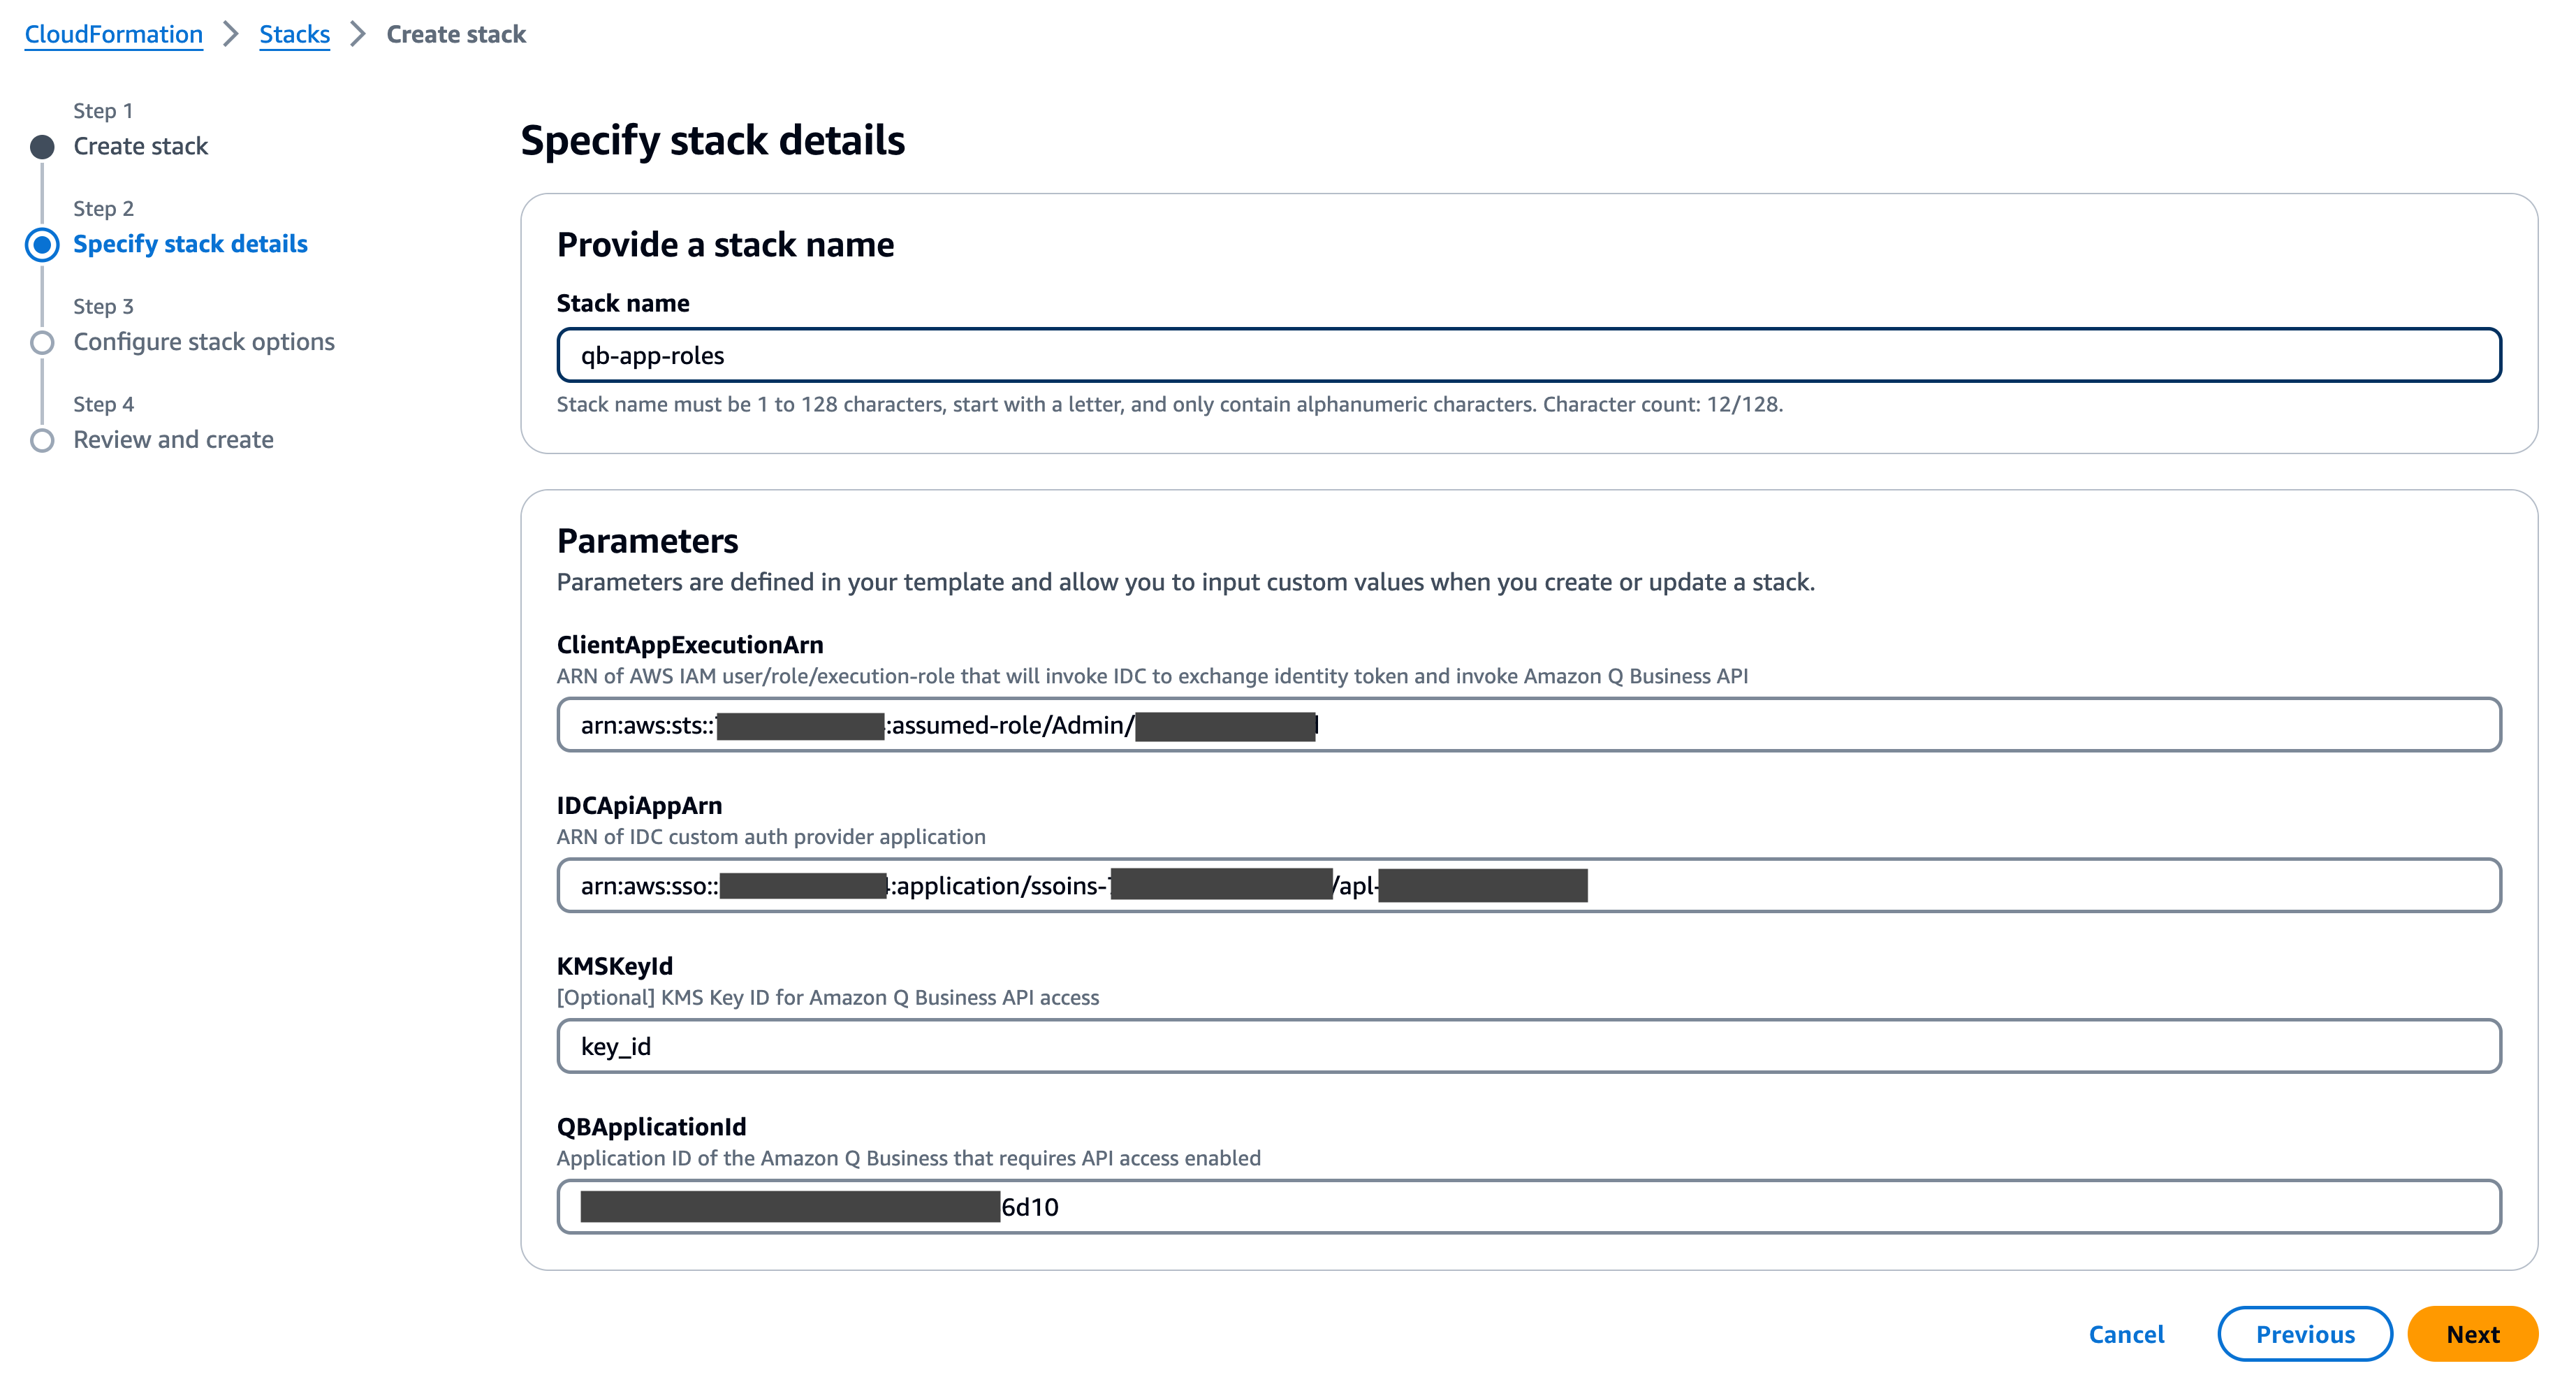 CloudFormation > Stacks > Create stack
Step 1
Create stack
Step 2
Specify stack details
Step 3
Configure stack options
Step 4
Review and create
Specify stack details
Provide a stack name
Stack name
qb-app-roles
Stack name must be 1 to 128 characters, start with a letter, and only contain alphanumeric characters. Character count: 12/128.
Parameters
Parameters are defined in your template and allow you to input custom values when you create or update a stack.
ClientAppExecutionArn
ARN of AWS IAM user/role/execution-role that will invoke IDC to exchange identity token and invoke Amazon Q Business API
arn:aws:sts:: :assumed-role/Admin/
IDCApiAppArn
ARN of IDC custom auth provider application
arn:aws:sso:: :application/ssoins- /apl-
KMSKeyId
[Optional] KMS Key ID for Amazon Q Business API access
key_id
QBApplicationId
Application ID of the Amazon Q Business that requires API access enabled
6d10
Cancel
Previous
Next